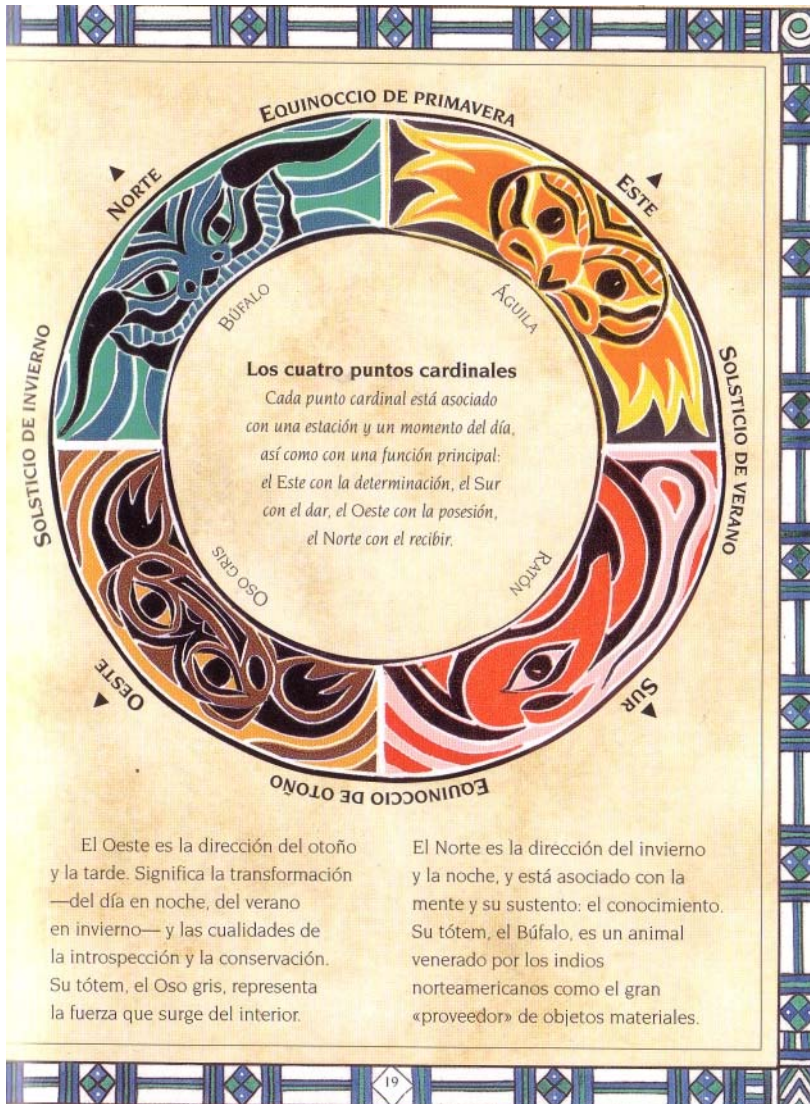 EQUINOCCIO DE PRIMAVERA
NORTE
ESTE
BÚFALO
ÁGUILA
SOLSTICIO DE INVIERNO
SOLSTICIO DE VERANO
Los cuatro puntos cardinales
Cada punto cardinal está asociado
con una estación y un momento del día,
así como con una función principal:
el Este con la determinación, el Sur
con el dar, el Oeste con la posesión,
el Norte con el recibir.
OSO GRIS
RATÓN
OESTE
SUR
EQUINOCCIO DE OTOÑO
El Oeste es la dirección del otoño
y la tarde. Significa la transformación
—del día en noche, del verano
en invierno— y las cualidades de
la introspección y la conservación.
Su tótem, el Oso gris, representa
la fuerza que surge del interior.
El Norte es la dirección del invierno
y la noche, y está asociado con la
mente y su sustento: el conocimiento.
Su tótem, el Búfalo, es un animal
venerado por los indios
norteamericanos como el gran
«proveedor» de objetos materiales.
19